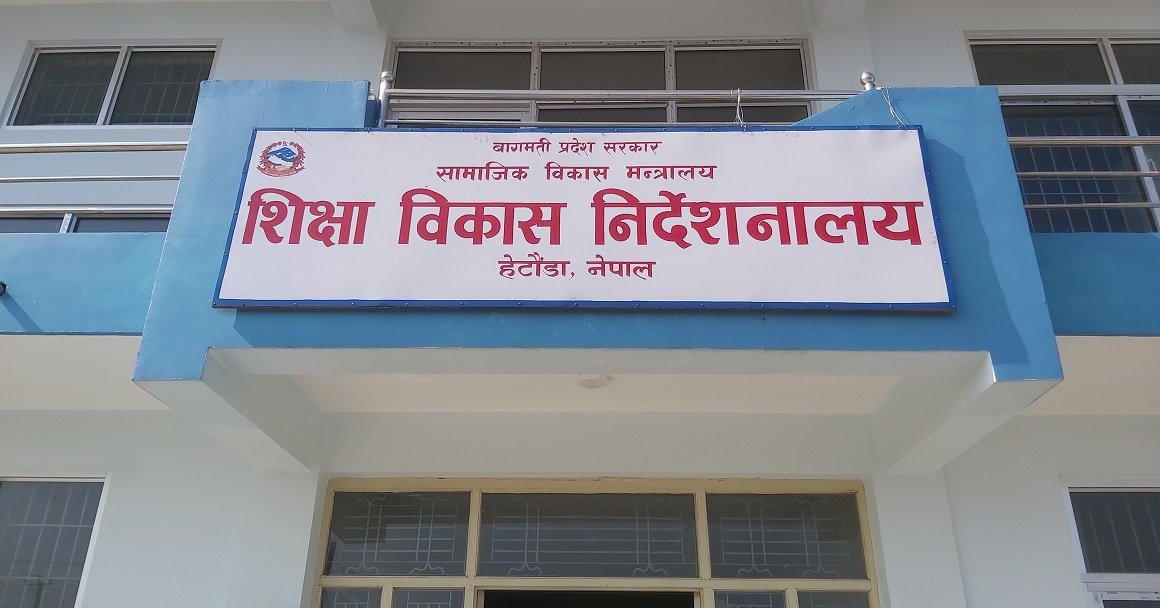 बागमती प्रदेश सरकार
सामाजिक विकास मन्त्रालय
शिक्षा विकास निर्देशनालय
हेटौंडा, नेपाल